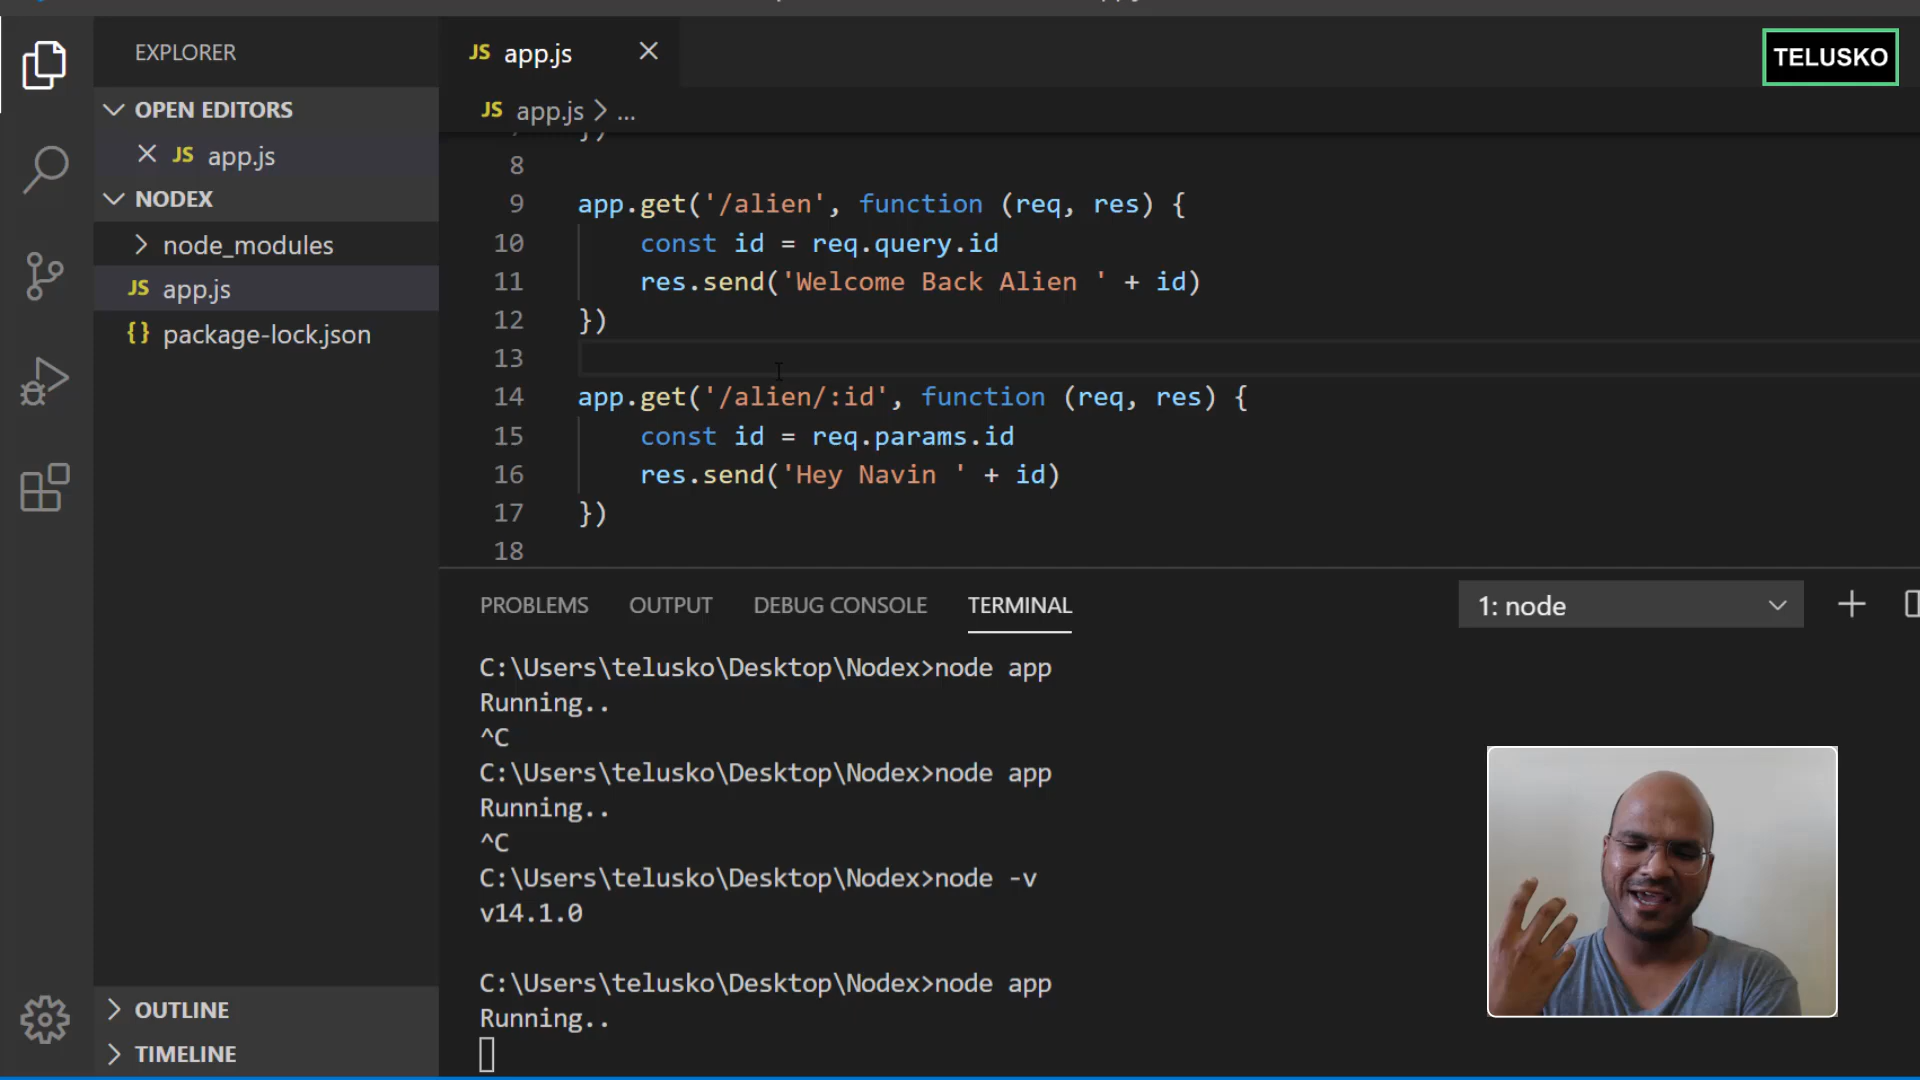 EXPLORER
OPEN EDITORS
JS app.js
NODEX
node_modules
JS app.js
{} package-lock.json
OUTLINE
TIMELINE
JS app.js
TELUSKO
JS app.js > ...
8
9 app.get('/alien', function (req, res) {
10 const id = req.query.id
11 res.send('Welcome Back Alien ' + id)
12 })
13
14 app.get('/alien/:id', function (req, res) {
15 const id = req.params.id
16 res.send('Hey Navin ' + id)
17 })
18
PROBLEMS OUTPUT DEBUG CONSOLE TERMINAL 1: node
C:\Users\telusko\Desktop\Nodex>node app
Running..
^C
C:\Users\telusko\Desktop\Nodex>node app
Running..
^C
C:\Users\telusko\Desktop\Nodex>node -v
v14.1.0
C:\Users\telusko\Desktop\Nodex>node app
Running..